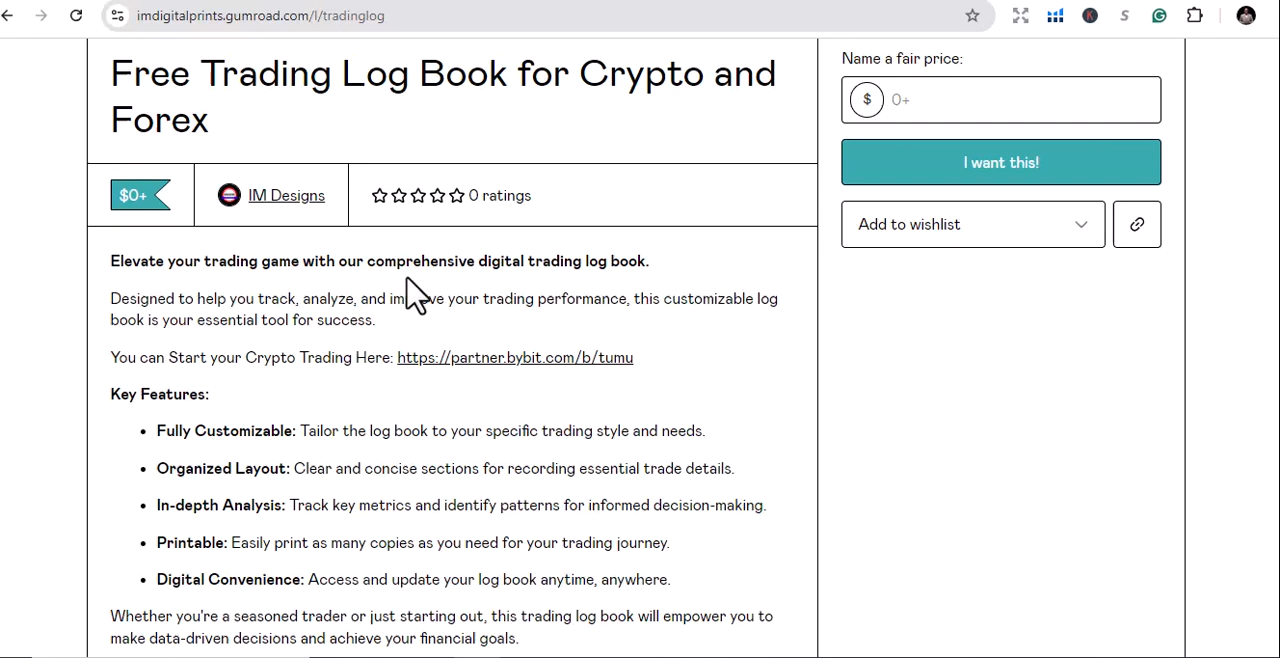 imdigitalprints.gumroad.com/l/tradinglog
Free Trading Log Book for Crypto and
Forex
$0+
IM Designs
0 ratings
Elevate your trading game with our comprehensive digital trading log book.
Designed to help you track, analyze, and improve your trading performance, this customizable log
book is your essential tool for success.
You can Start your Crypto Trading Here: https://partner.bybit.com/b/tumu
Key Features:
• Fully Customizable: Tailor the log book to your specific trading style and needs.
• Organized Layout: Clear and concise sections for recording essential trade details.
• In-depth Analysis: Track key metrics and identify patterns for informed decision-making.
• Printable: Easily print as many copies as you need for your trading journey.
• Digital Convenience: Access and update your log book anytime, anywhere.
Whether you're a seasoned trader or just starting out, this trading log book will empower you to
make data-driven decisions and achieve your financial goals.
Name a fair price:
$ 0+
I want this!
Add to wishlist